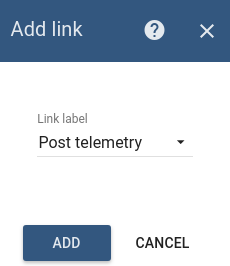 Add link
?
Link label
Post telemetry
ADD CANCEL